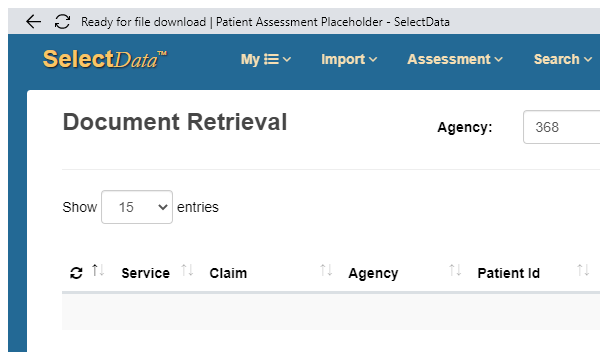 Ready for file download | Patient Assessment Placeholder - SelectData
SelectData™ My Import Assessment Search
Document Retrieval Agency: 368
Show 15 entries
Service Claim Agency Patient Id